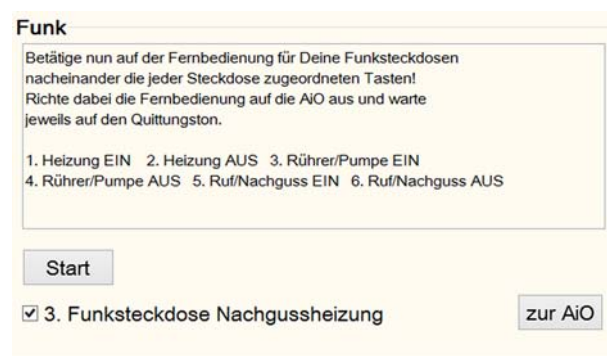 Funk
Betätige nun auf der Fernbedienung für Deine Funksteckdosen
nacheinander die jeder Steckdose zugeordneten Tasten!
Richte dabei die Fernbedienung auf die AiO aus und warte
jeweils auf den Quittungston.
1. Heizung EIN   2. Heizung AUS   3. Rührer/Pumpe EIN
4. Rührer/Pumpe AUS   5. Ruf/Nachguss EIN   6. Ruf/Nachguss AUS
Start
3. Funksteckdose Nachgussheizung
zur AiO